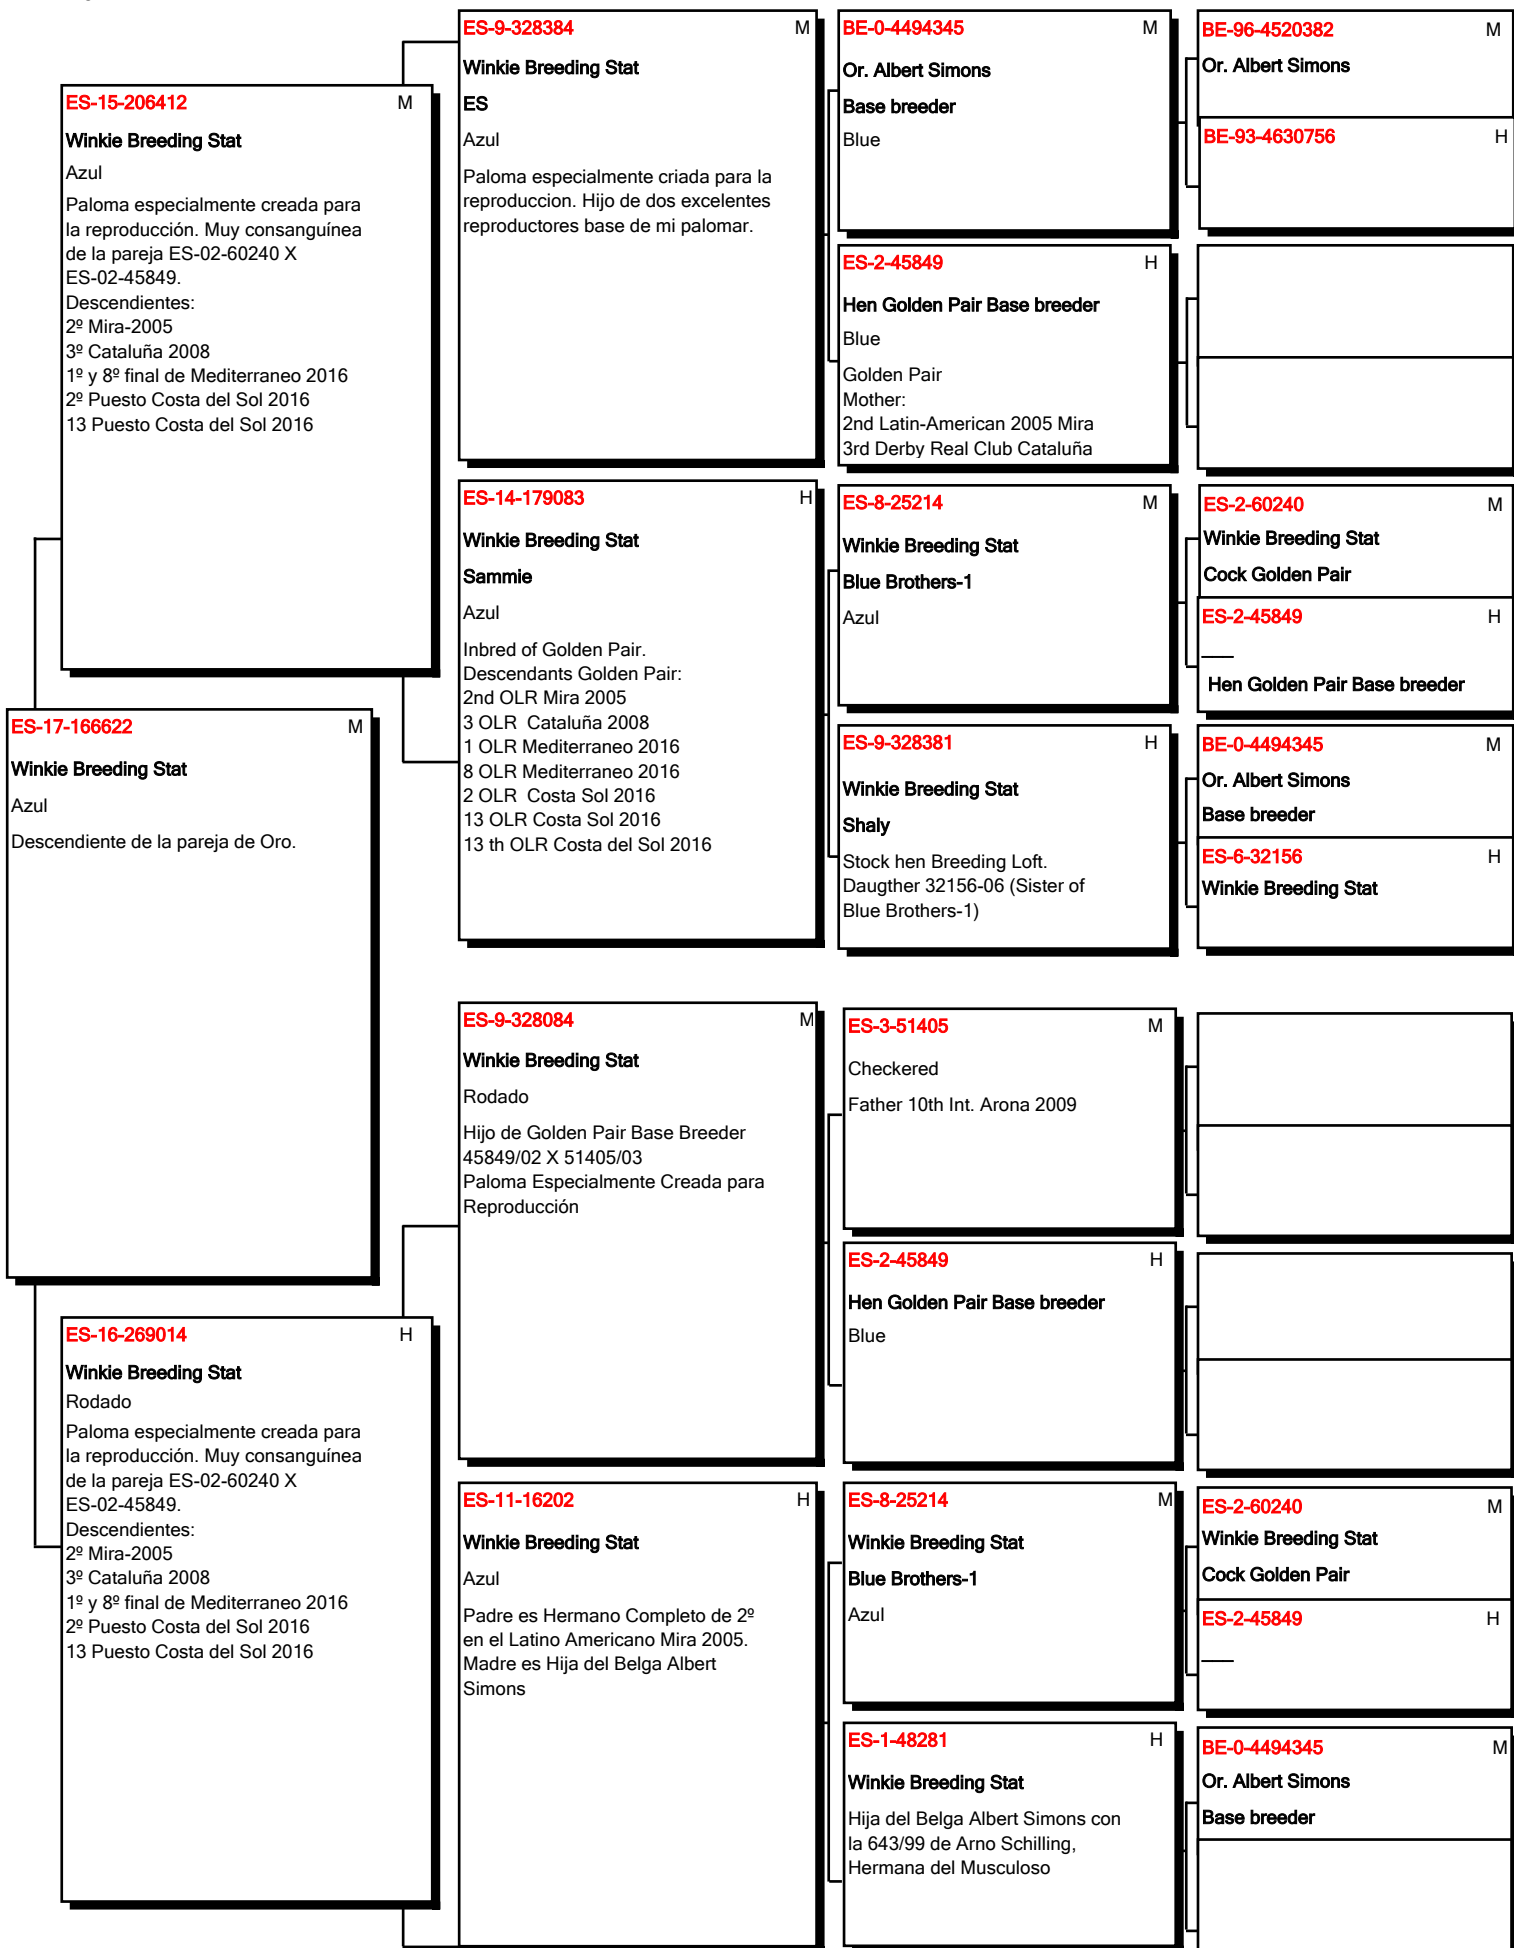 ES-17-166622 M
Winkie Breeding Stat
Azul
Descendiente de la pareja de Oro.
ES-15-206412 M
Winkie Breeding Stat
Azul
Paloma especialmente creada para
la reproducción. Muy consanguínea
de la pareja ES-02-60240 X
ES-02-45849.
Descendientes:
2º Mira-2005
3º Cataluña 2008
1º y 8º final de Mediterraneo 2016
2º Puesto Costa del Sol 2016
13 Puesto Costa del Sol 2016
ES-16-269014 H
Winkie Breeding Stat
Rodado
Paloma especialmente creada para
la reproducción. Muy consanguínea
de la pareja ES-02-60240 X
ES-02-45849.
Descendientes:
2º Mira-2005
3º Cataluña 2008
1º y 8º final de Mediterraneo 2016
2º Puesto Costa del Sol 2016
13 Puesto Costa del Sol 2016
ES-9-328384 M
Winkie Breeding Stat
ES
Azul
Paloma especialmente criada para la
reproduccion. Hijo de dos excelentes
reproductores base de mi palomar.
ES-14-179083 H
Winkie Breeding Stat
Sammie
Azul
Inbred of Golden Pair.
Descendants Golden Pair:
2nd OLR Mira 2005
3 OLR  Cataluña 2008
1 OLR Mediterraneo 2016
8 OLR Mediterraneo 2016
2 OLR  Costa Sol 2016
13 OLR Costa Sol 2016
13 th OLR Costa del Sol 2016
ES-9-328084 M
Winkie Breeding Stat
Rodado
Hijo de Golden Pair Base Breeder
45849/02 X 51405/03
Paloma Especialmente Creada para
Reproducción
ES-11-16202 H
Winkie Breeding Stat
Azul
Padre es Hermano Completo de 2º
en el Latino Americano Mira 2005.
Madre es Hija del Belga Albert
Simons
BE-0-4494345 M
Or. Albert Simons
Base breeder
Blue
ES-2-45849 H
Hen Golden Pair Base breeder
Blue
Golden Pair
Mother:
2nd Latin-American 2005 Mira
3rd Derby Real Club Cataluña
ES-8-25214 M
Winkie Breeding Stat
Blue Brothers-1
Azul
ES-9-328381 H
Winkie Breeding Stat
Shaly
Stock hen Breeding Loft.
Daugther 32156-06 (Sister of
Blue Brothers-1)
ES-3-51405 M
Checkered
Father 10th Int. Arona 2009
ES-2-45849 H
Hen Golden Pair Base breeder
Blue
ES-8-25214 M
Winkie Breeding Stat
Blue Brothers-1
Azul
ES-1-48281 H
Winkie Breeding Stat
Hija del Belga Albert Simons con
la 643/99 de Arno Schilling,
Hermana del Musculoso
BE-96-4520382 M
Or. Albert Simons
BE-93-4630756 H
ES-2-60240 M
Winkie Breeding Stat
Cock Golden Pair
ES-2-45849 H
___
Hen Golden Pair Base breeder
BE-0-4494345 M
Or. Albert Simons
Base breeder
ES-6-32156 H
Winkie Breeding Stat
ES-2-60240 M
Winkie Breeding Stat
Cock Golden Pair
ES-2-45849 H
___
BE-0-4494345 M
Or. Albert Simons
Base breeder